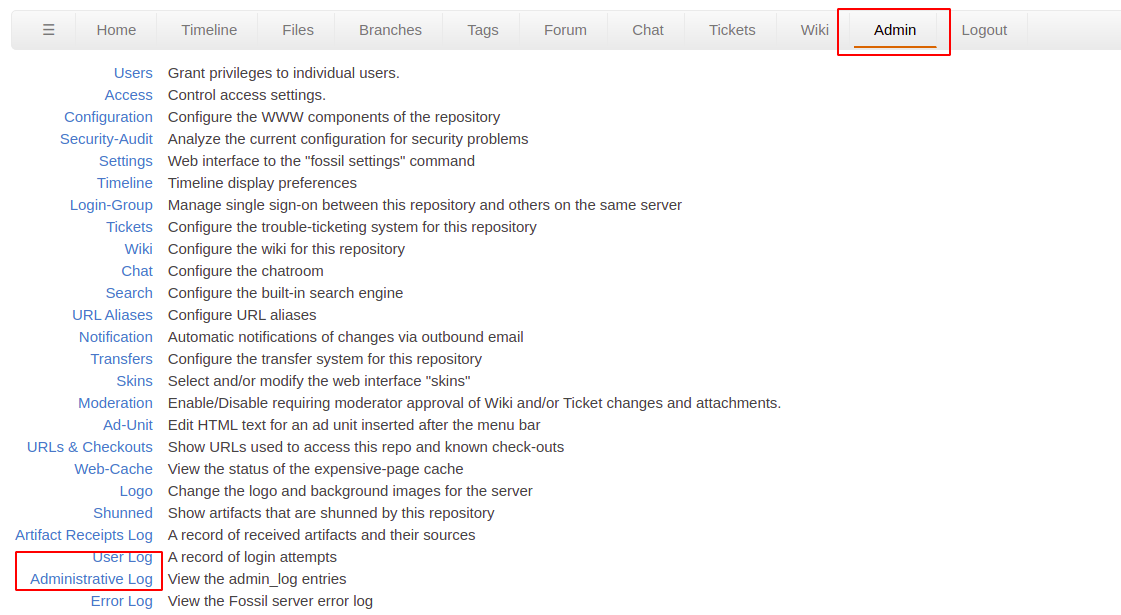 ☰ Home Timeline Files Branches Tags Forum Chat Tickets Wiki Admin Logout
Users Grant privileges to individual users.
Access Control access settings.
Configuration Configure the WWW components of the repository
Security-Audit Analyze the current configuration for security problems
Settings Web interface to the "fossil settings" command
Timeline Timeline display preferences
Login-Group Manage single sign-on between this repository and others on the same server
Tickets Configure the trouble-ticketing system for this repository
Wiki Configure the wiki for this repository
Chat Configure the chatroom
Search Configure the built-in search engine
URL Aliases Configure URL aliases
Notification Automatic notifications of changes via outbound email
Transfers Configure the transfer system for this repository
Skins Select and/or modify the web interface "skins"
Moderation Enable/Disable requiring moderator approval of Wiki and/or Ticket changes and attachments.
Ad-Unit Edit HTML text for an ad unit inserted after the menu bar
URLs & Checkouts Show URLs used to access this repo and known check-outs
Web-Cache View the status of the expensive-page cache
Logo Change the logo and background images for the server
Shunned Show artifacts that are shunned by this repository
Artifact Receipts Log A record of received artifacts and their sources
User Log A record of login attempts
Administrative Log View the admin_log entries
Error Log View the Fossil server error log